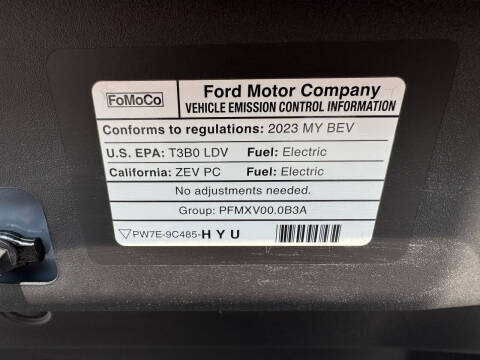 FoMoCo
Ford Motor Company
VEHICLE EMISSION CONTROL INFORMATION
Conforms to regulations: 2023 MY BEV
U.S. EPA: T3B0 LDV Fuel: Electric
California: ZEV PC Fuel: Electric
No adjustments needed.
Group: PFMXV00.0B3A
PW7E-9C485-HYU